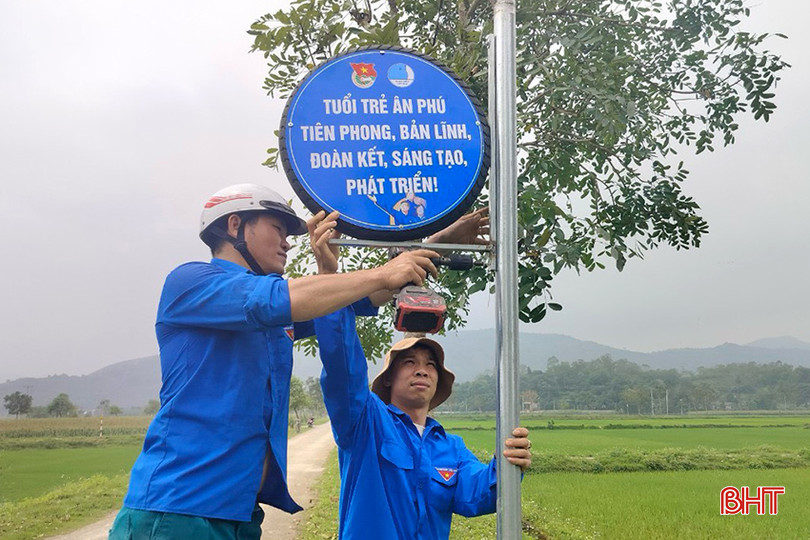 TUỔI TRẺ ÂN PHÚ
TIÊN PHONG, BẢN LĨNH,
ĐOÀN KẾT, SÁNG TẠO,
PHÁT TRIỂN!
BHT